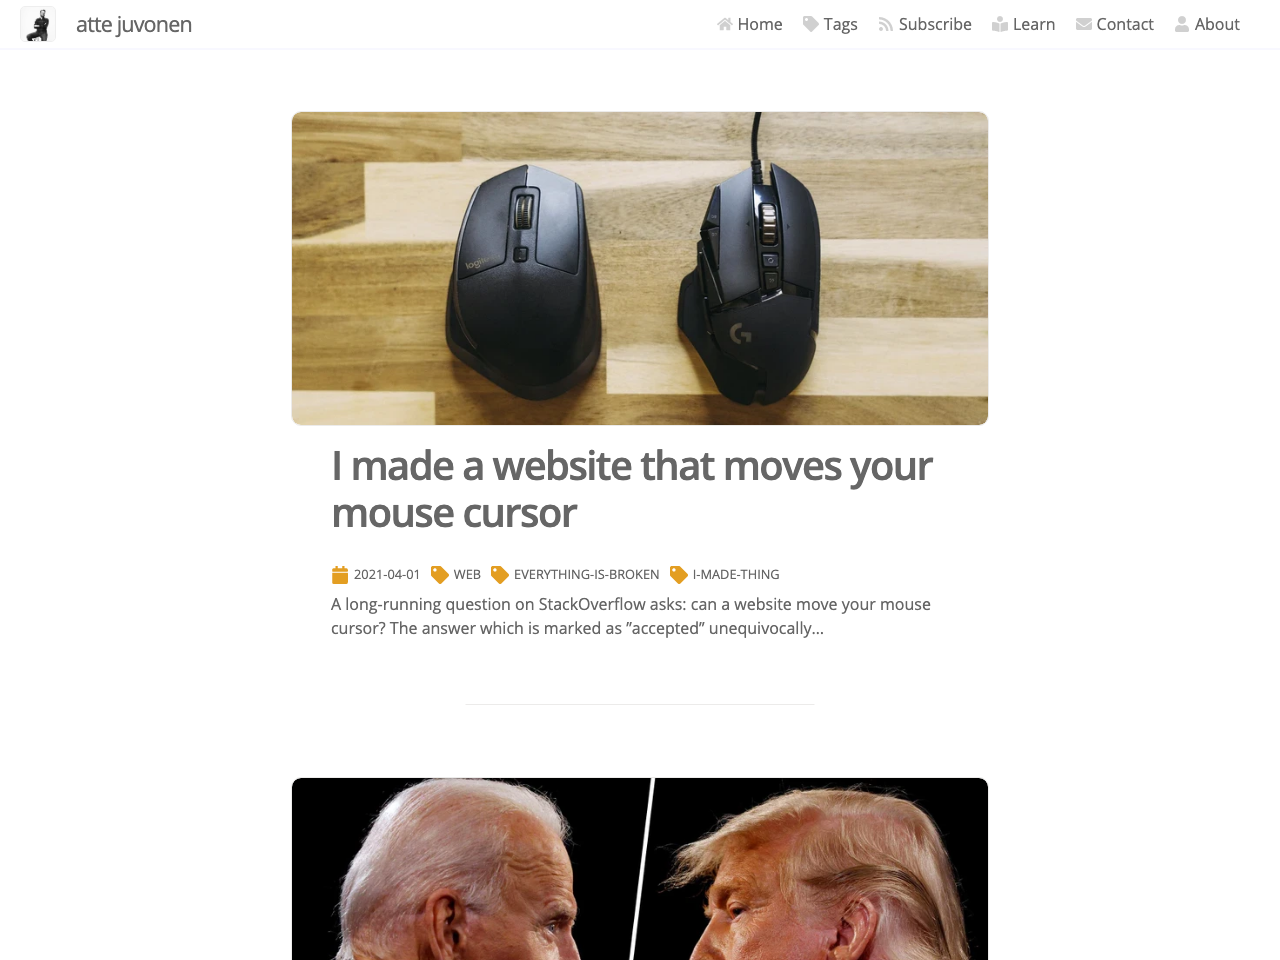 atte juvonen
Home Tags Subscribe Learn Contact About
logi
G
I made a website that moves your
mouse cursor
2021-04-01 WEB EVERYTHING-IS-BROKEN I-MADE-THING
A long-running question on StackOverflow asks: can a website move your mouse
cursor? The answer which is marked as ”accepted” unequivocally...